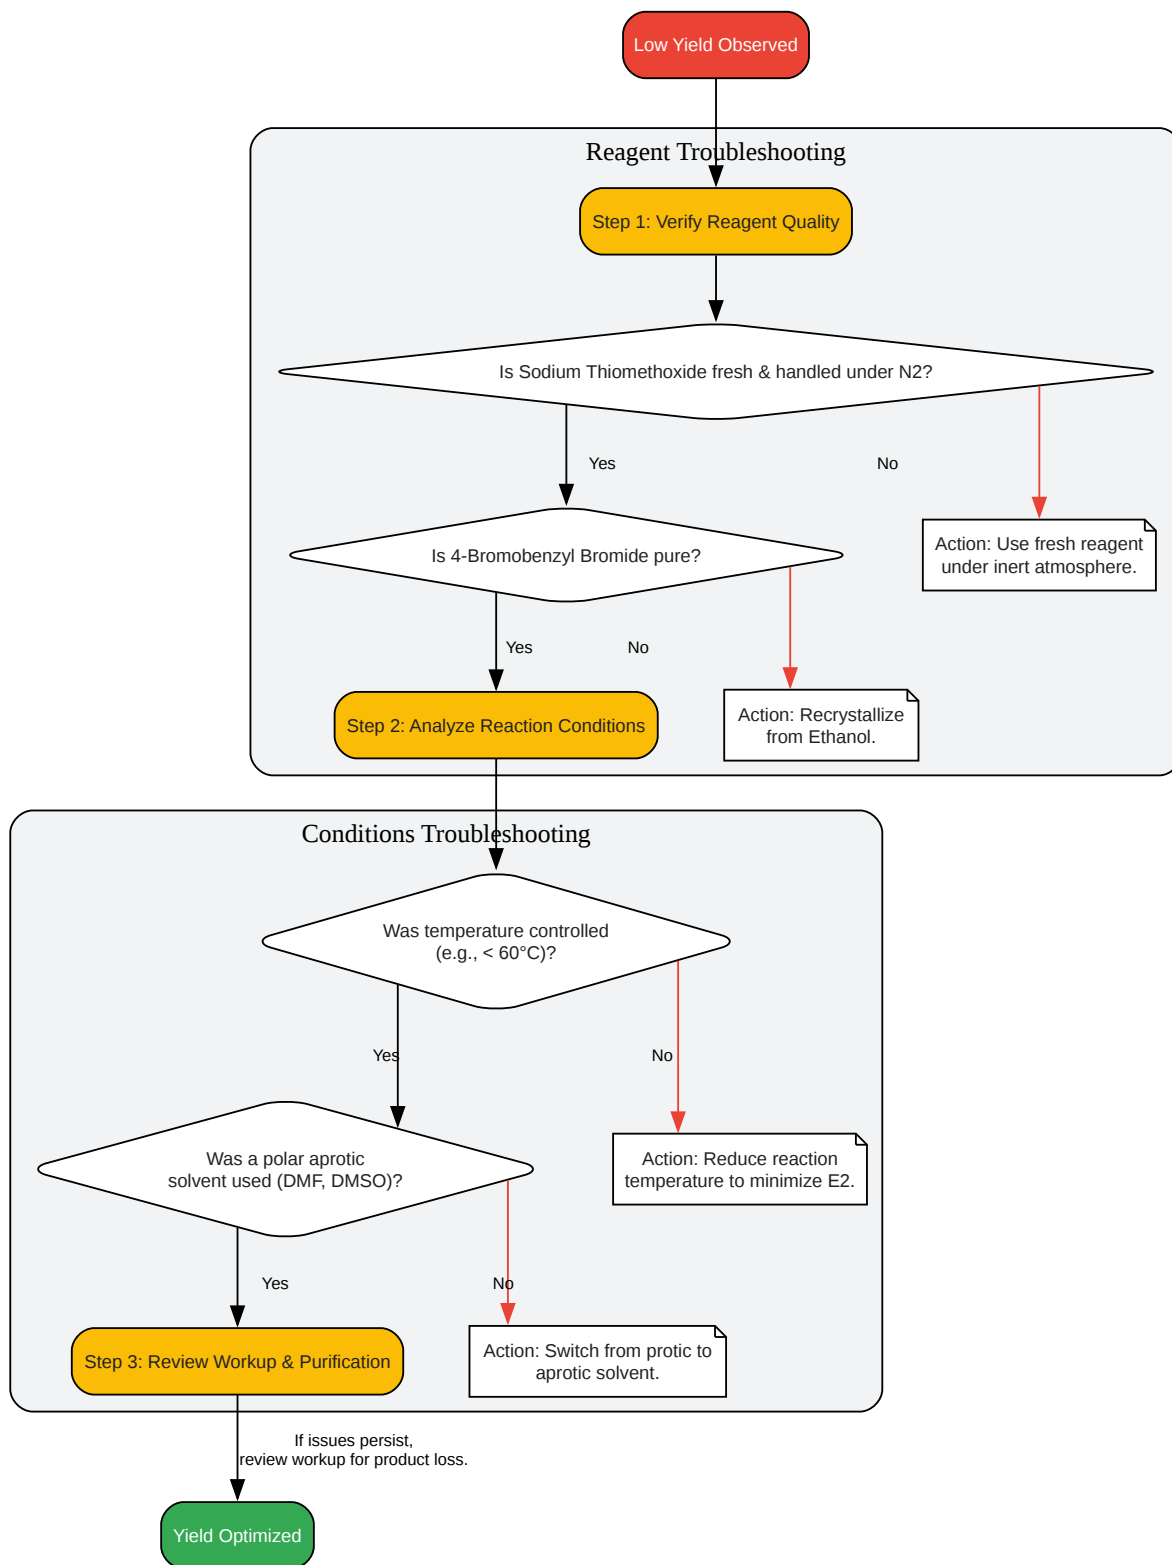 Low Yield Observed
Reagent Troubleshooting
Step 1: Verify Reagent Quality
Is Sodium Thiomethoxide fresh & handled under N2?
Yes
No
Action: Use fresh reagent
under inert atmosphere.
Is 4-Bromobenzyl Bromide pure?
Yes
No
Action: Recrystallize
from Ethanol.
Step 2: Analyze Reaction Conditions
Conditions Troubleshooting
Was temperature controlled
(e.g., < 60°C)?
Yes
No
Action: Reduce reaction
temperature to minimize E2.
Was a polar aprotic
solvent used (DMF, DMSO)?
Yes
No
Action: Switch from protic to
aprotic solvent.
Step 3: Review Workup & Purification
If issues persist,
review workup for product loss.
Yield Optimized